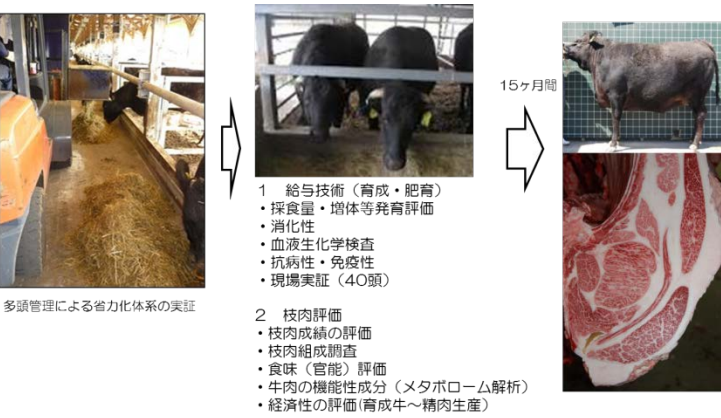 多頭管理による省力化体系の実証
1 給与技術（育成・肥育）
・採食量・増体等発育評価
・消化性
・血液生化学検査
・抗病性・免疫性
・現場実証（40頭）
2 枝肉評価
・枝肉成績の評価
・枝肉組成調査
・食味（官能）評価
・牛肉の機能性成分（メタボローム解析）
・経済性の評価(育成牛～精肉生産）
15ヶ月間